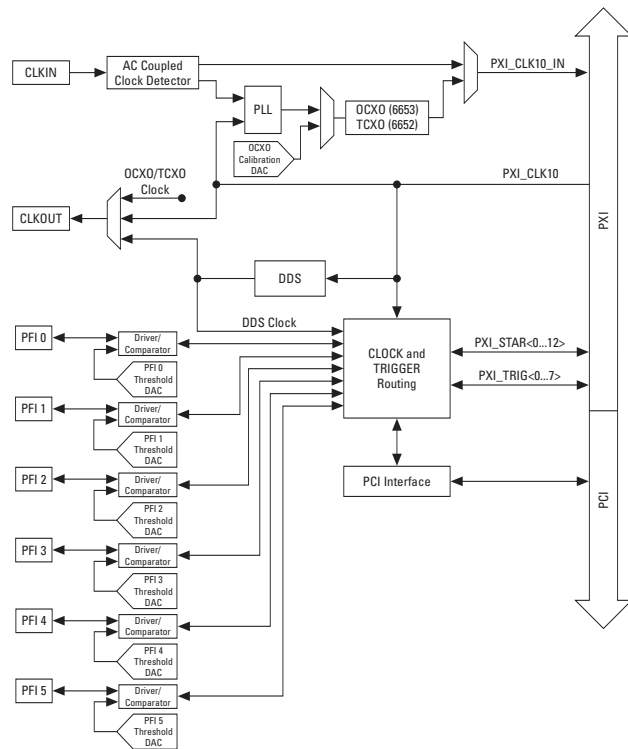 CLKIN
AC Coupled
Clock Detector
PXI_CLK10_IN
PLL
OCXO (6653)
TCXO (6652)
OCXO
Calibration
DAC
OCXO/TCXO
Clock
PXI_CLK10
CLKOUT
PXI
DDS
DDS Clock
PFI 0
Driver/
Comparator
PFI 0
Threshold
DAC
CLOCK and
TRIGGER
Routing
PXI_STAR<0...12>
PXI_TRIG<0...7>
PFI 1
Driver/
Comparator
PFI 1
Threshold
DAC
PFI 2
Driver/
Comparator
PFI 2
Threshold
DAC
PCI Interface
PCI
PFI 3
Driver/
Comparator
PFI 3
Threshold
DAC
PFI 4
Driver/
Comparator
PFI 4
Threshold
DAC
PFI 5
Driver/
Comparator
PFI 5
Threshold
DAC